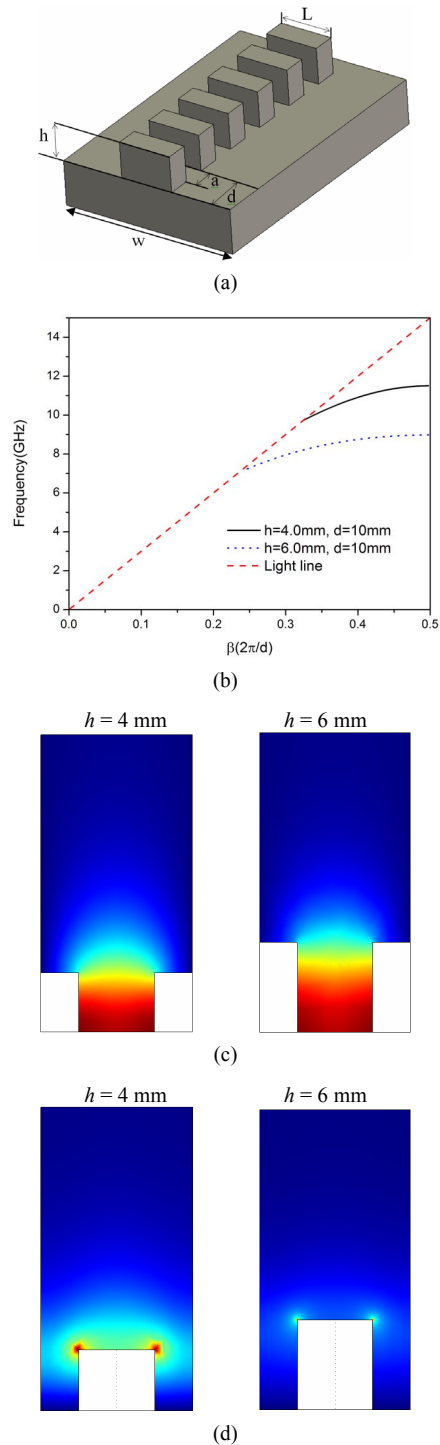 L
h
a
d
w
(a)
14
12
10
8
6
4
2
0
Frequency(GHz)
h=4.0mm, d=10mm
h=6.0mm, d=10mm
Light line
0.0 0.1 0.2 0.3 0.4 0.5
β(2π/d)
(b)
h = 4 mm h = 6 mm
(c)
h = 4 mm h = 6 mm
(d)